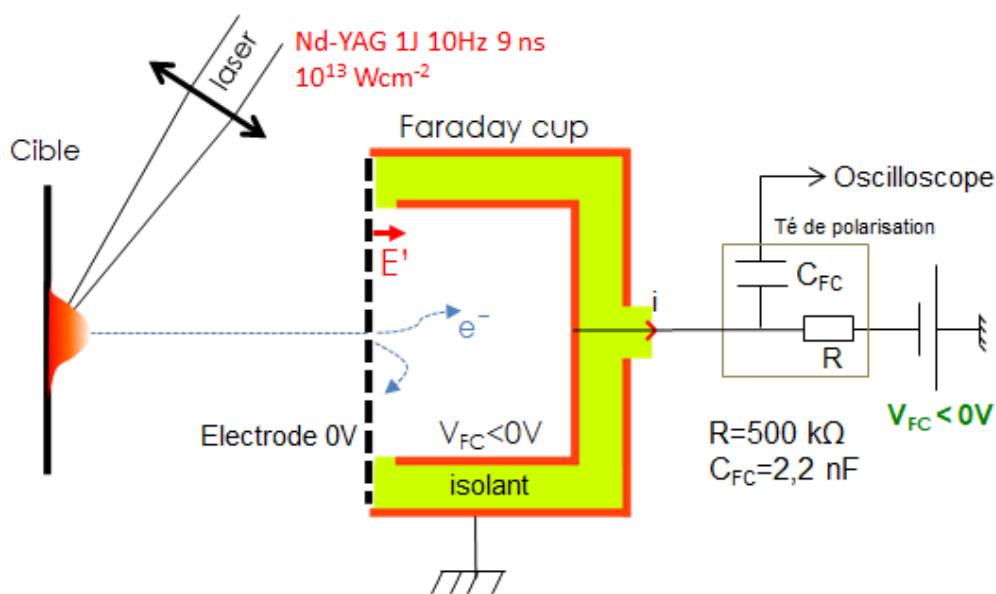 Nd-YAG 1J 10Hz 9 ns
10¹³ Wcm⁻²
laser
Faraday cup
Cible
Oscilloscope
Té de polarisation
E'
C_FC
i
e⁻
R
Electrode 0V
V_FC<0V
V_FC < 0V
R=500 kΩ
C_FC=2,2 nF
isolant